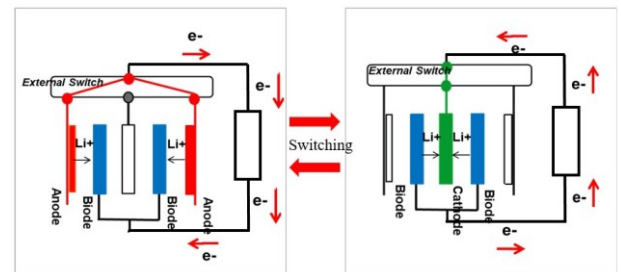 e-
External Switch
e-
Li+
Li+
Anode
Biode
Biode
Anode
e-
e-
Switching
e-
External Switch
e-
Li+
Li+
Biode
Cathode
Biode
e-
e-